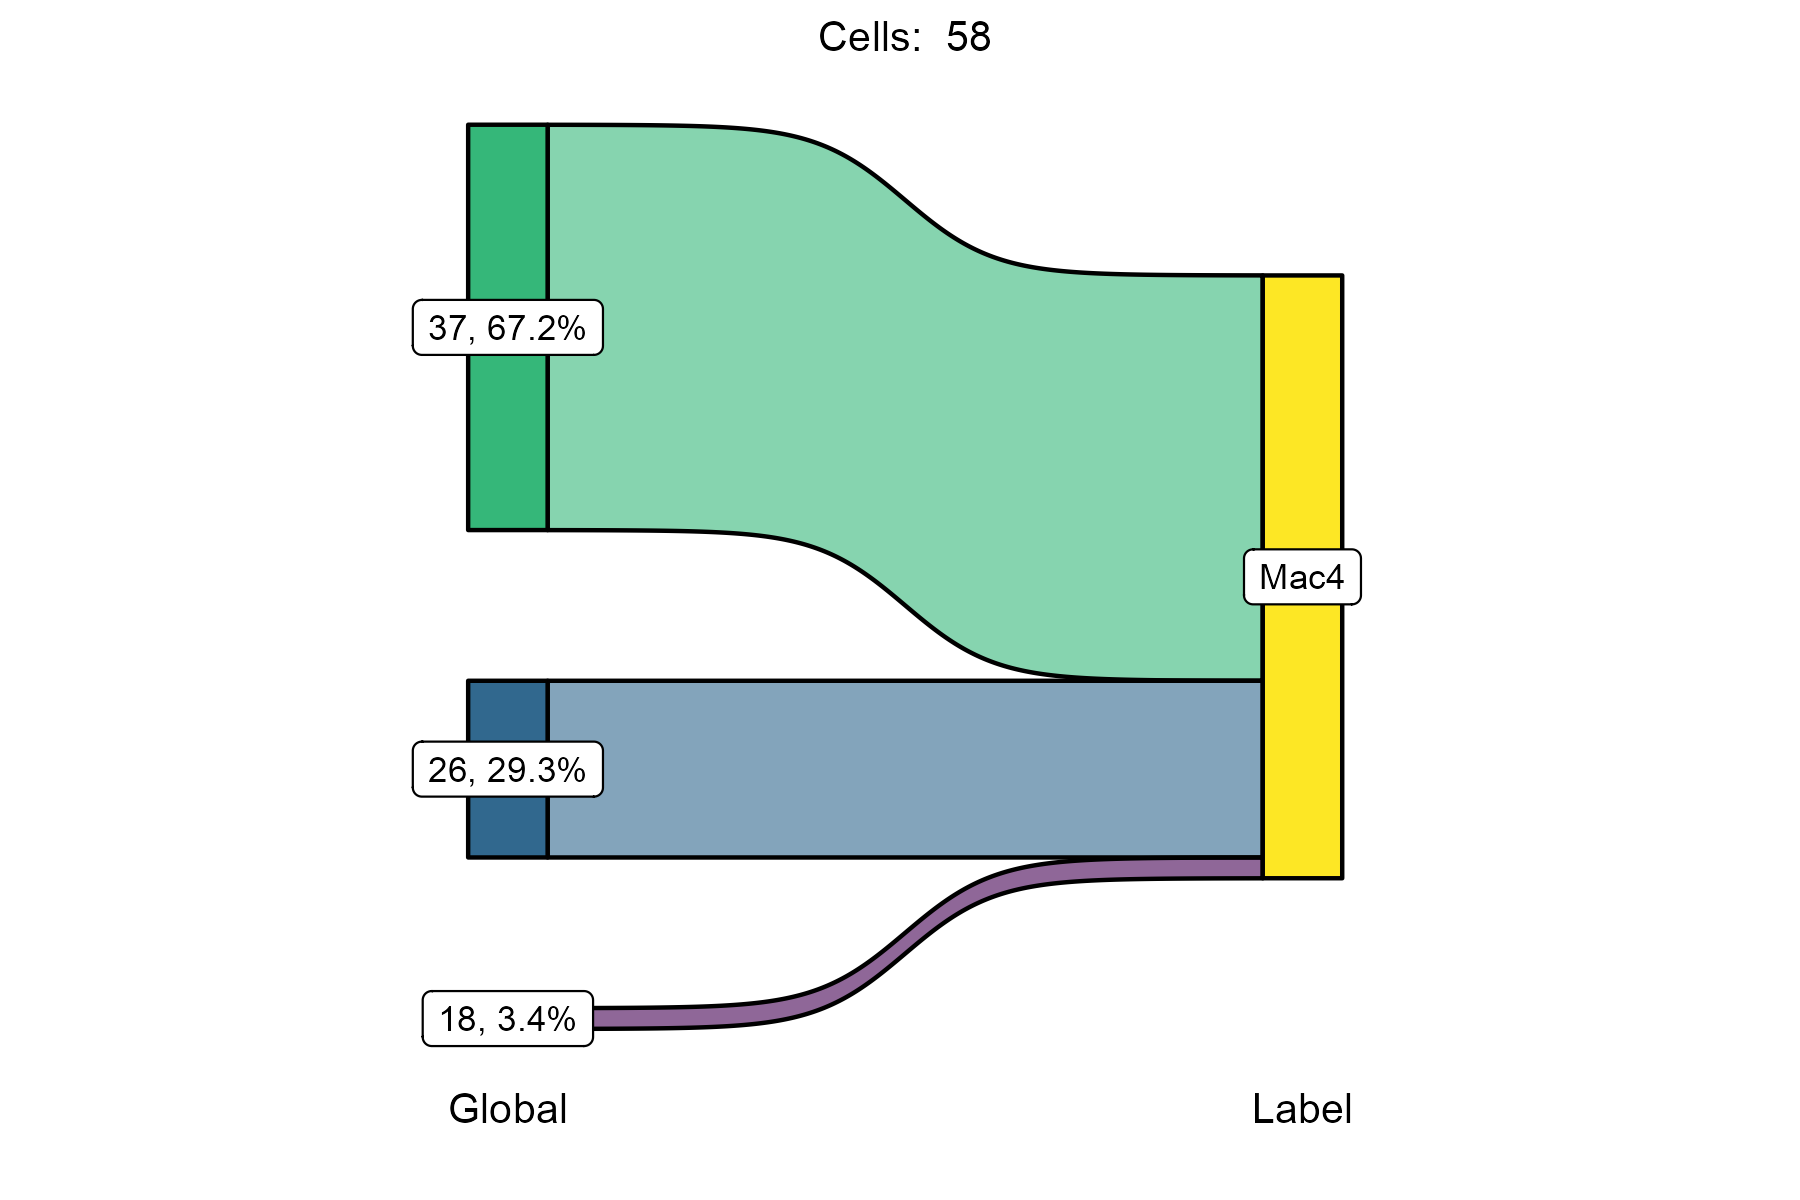 Cells:  58
37, 67.2%
Mac4
26, 29.3%
18, 3.4%
Global
Label